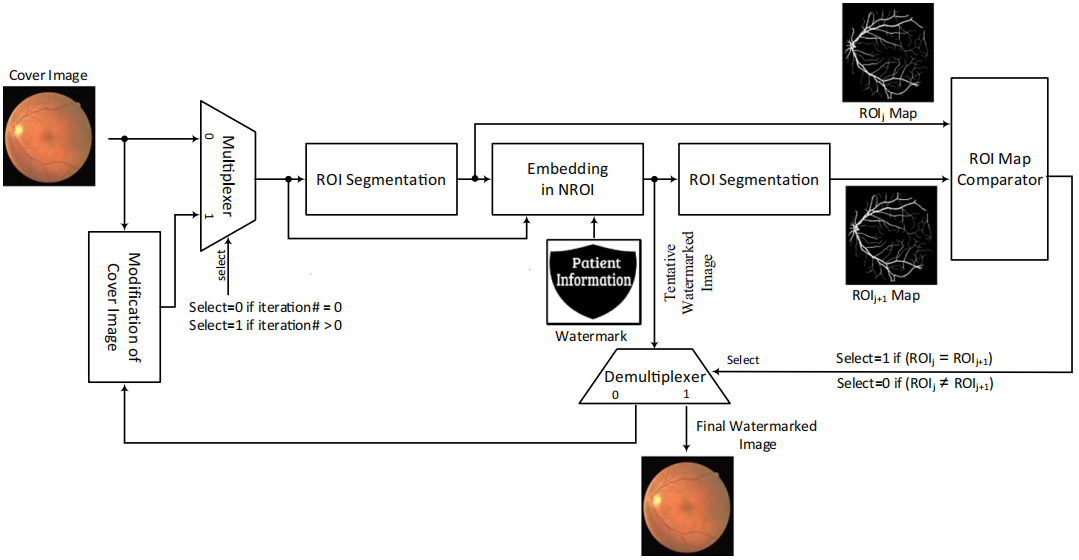 Cover Image
0
Multiplexer
1
select
Select=0 if iteration# = 0
Select=1 if iteration# > 0
Modification of
Cover Image
ROI Segmentation
Embedding
in NROI
Patient
Information
Watermark
Tentative
Watermarked
Image
ROI Segmentation
ROIj Map
ROIj+1 Map
ROI Map
Comparator
Select
Select=1 if (ROIj = ROIj+1)
Select=0 if (ROIj ≠ ROIj+1)
Demultiplexer
0
1
Final Watermarked
Image